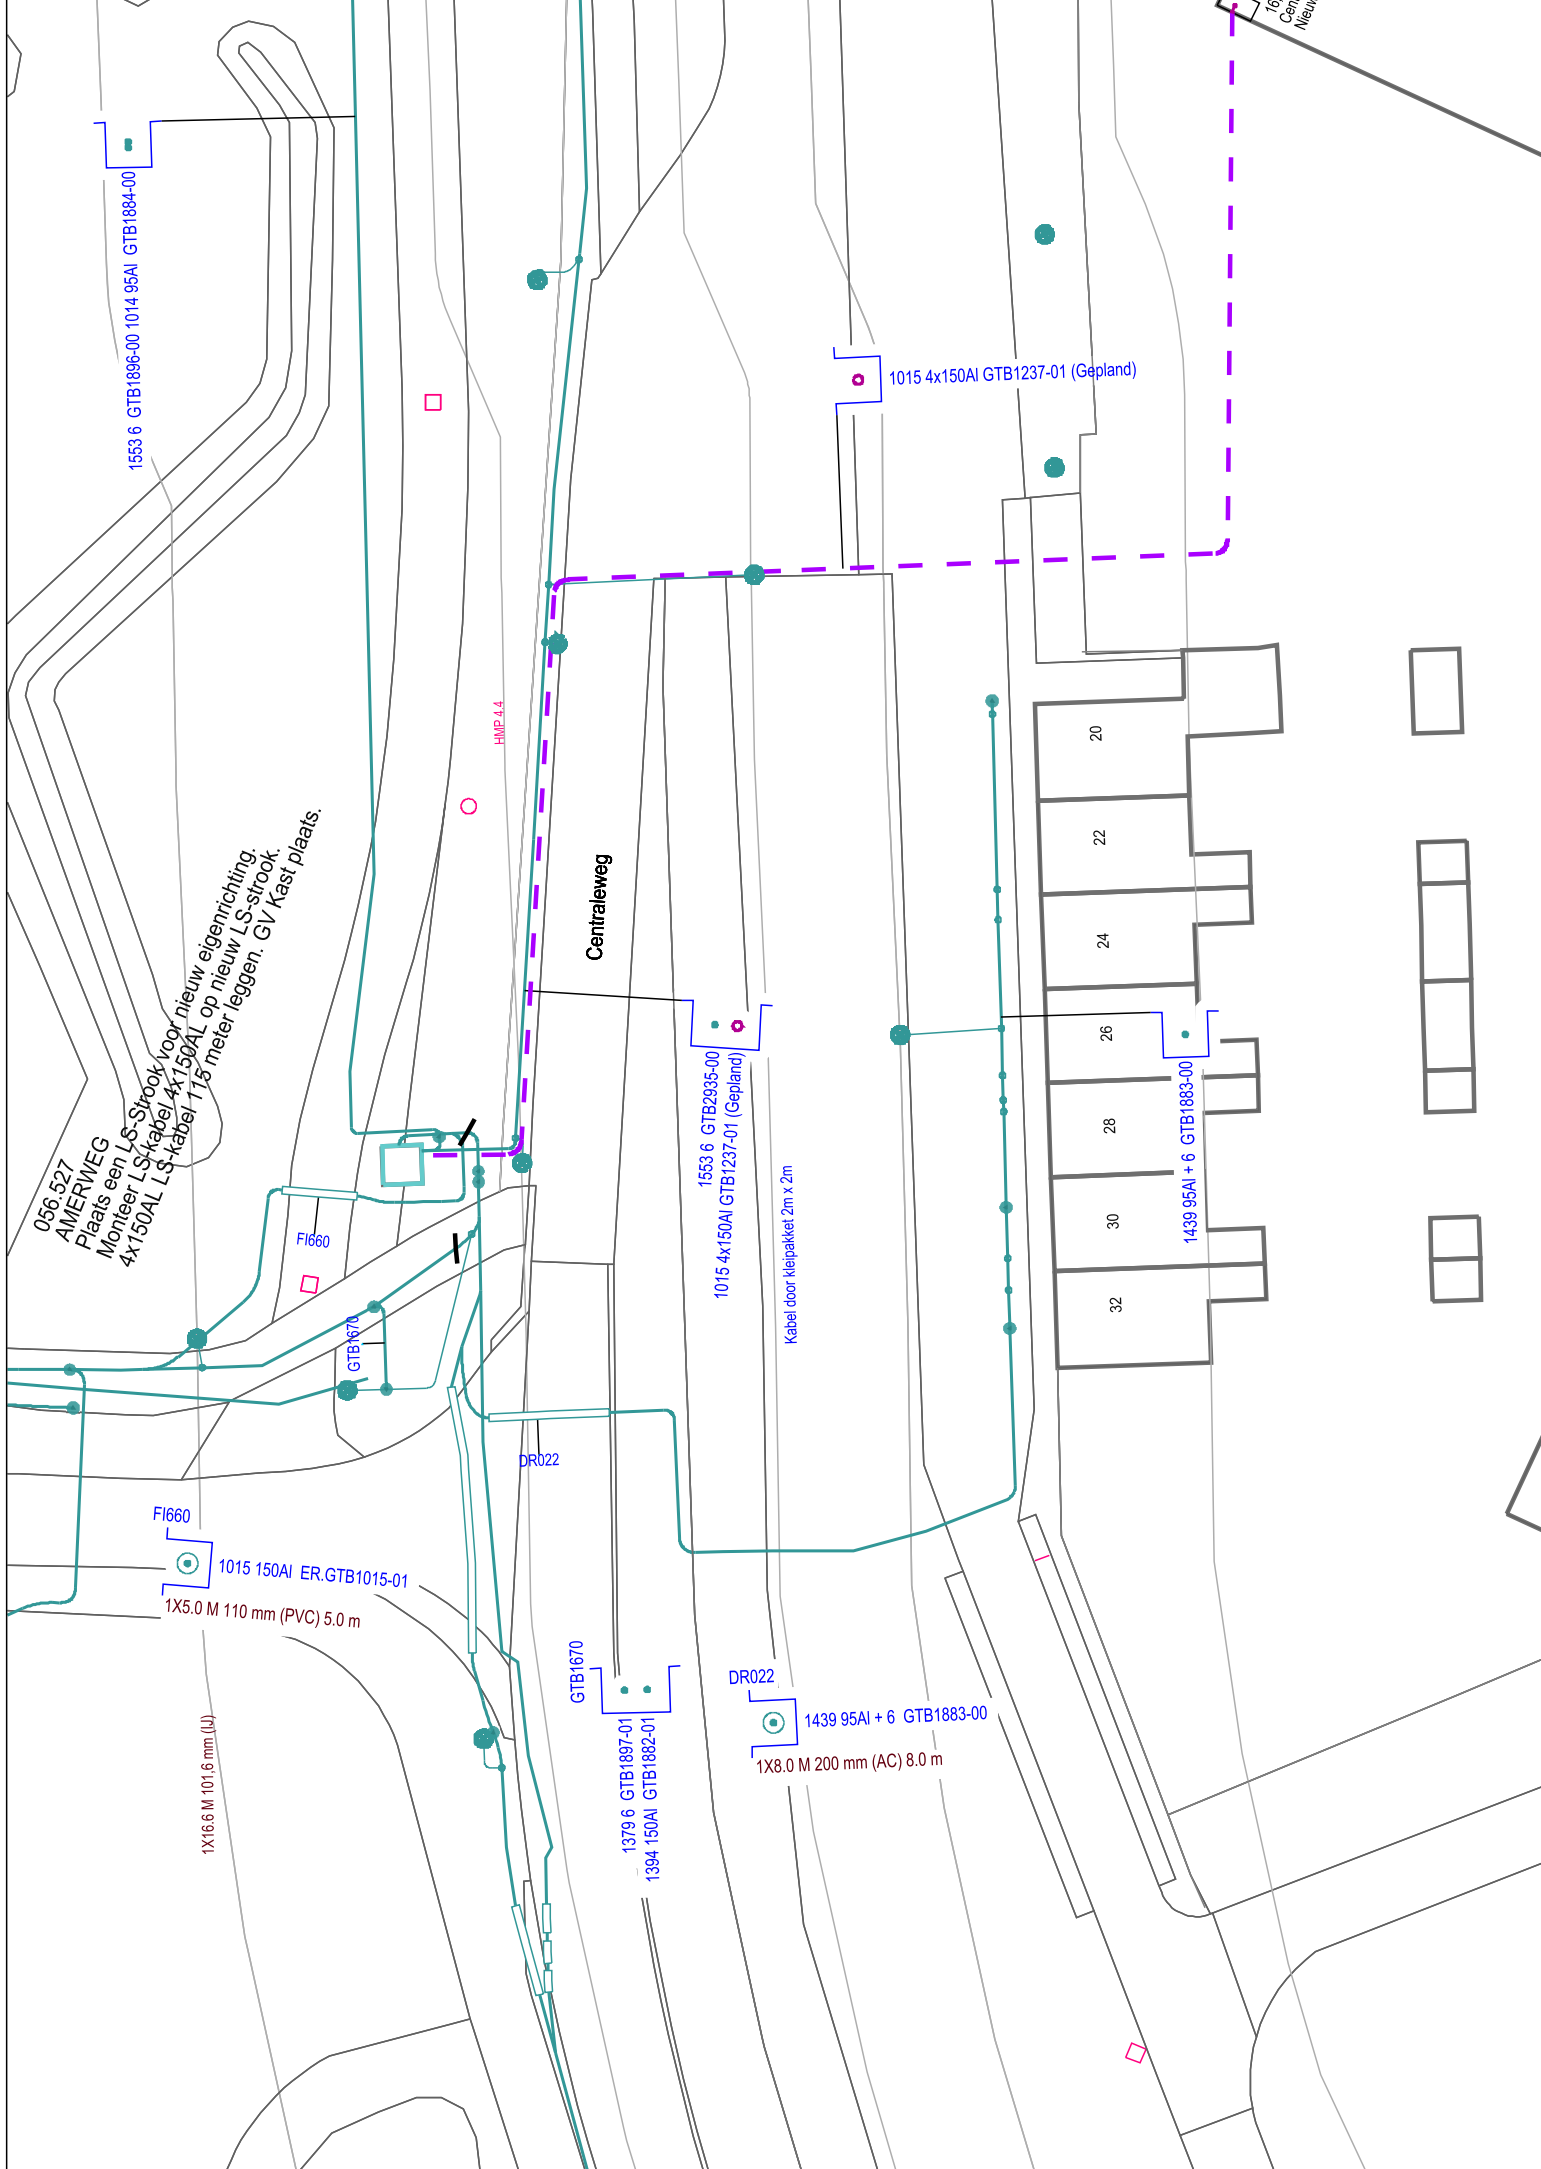 16,
Cen
Nieuw
1553 6 GTB1896-00 1014 95Al GTB1884-00
1015 4x150Al GTB1237-01 (Gepland)
HMP 4.4
20
22
24
26
28
30
32
Centraleweg
056.527
AMERWEG
Plaats een LS-Strook voor nieuw eigenrichting.
Monteer LS-kabel 4x150AL op nieuw LS-strook.
4x150AL LS-kabel 115 meter leggen. GV Kast plaats.
1553 6 GTB2935-00
1015 4x150Al GTB1237-01 (Gepland)
Kabel door kleipakket 2m x 2m
1439 95Al + 6 GTB1883-00
FI660
GTB1670
DR022
FI660
1015 150Al ER.GTB1015-01
1X5.0 M 110 mm (PVC) 5.0 m
1X16.6 M 101,6 mm (IJ)
GTB1670
1379 6 GTB1897-01
1394 150Al GTB1882-01
DR022
1439 95Al + 6 GTB1883-00
1X8.0 M 200 mm (AC) 8.0 m